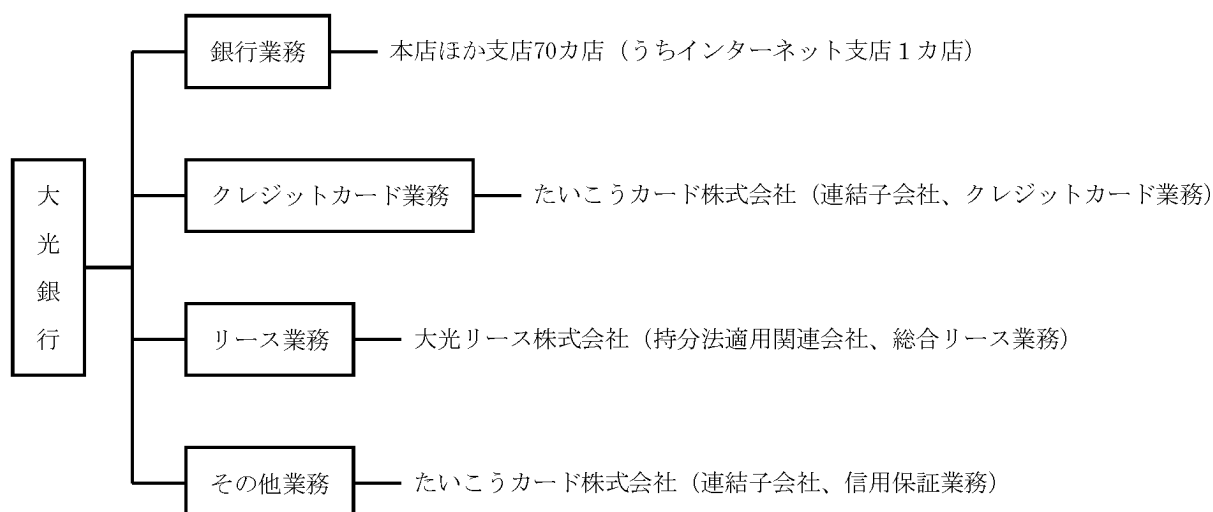 銀行業務
本店ほか支店70カ店（うちインターネット支店１カ店）
クレジットカード業務
たいこうカード株式会社（連結子会社、クレジットカード業務）
大光銀行
リース業務
大光リース株式会社（持分法適用関連会社、総合リース業務）
その他業務
たいこうカード株式会社（連結子会社、信用保証業務）